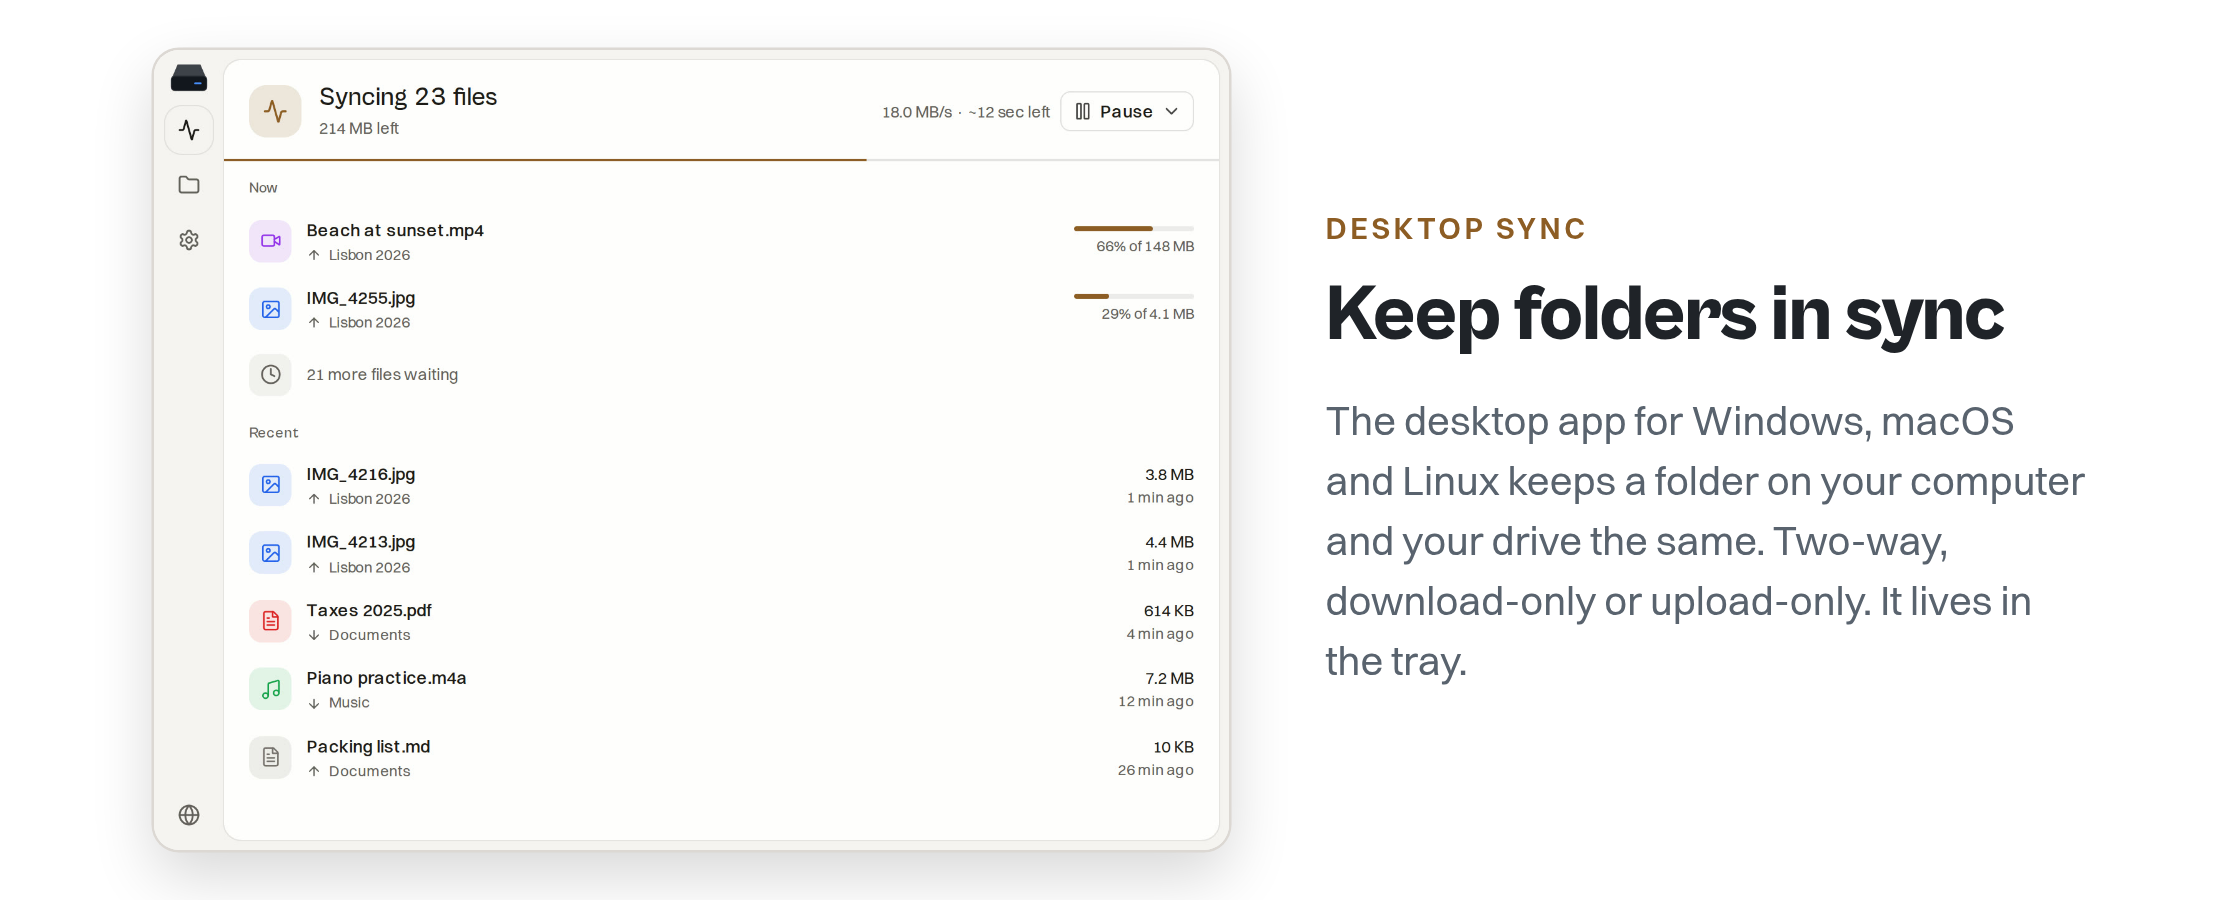 Syncing 23 files
214 MB left
18.0 MB/s · ~12 sec left
Pause
Now
Beach at sunset.mp4
↑ Lisbon 2026
66% of 148 MB
IMG_4255.jpg
↑ Lisbon 2026
29% of 4.1 MB
21 more files waiting
Recent
IMG_4216.jpg
↑ Lisbon 2026
3.8 MB
1 min ago
IMG_4213.jpg
↑ Lisbon 2026
4.4 MB
1 min ago
Taxes 2025.pdf
↓ Documents
614 KB
4 min ago
Piano practice.m4a
↓ Music
7.2 MB
12 min ago
Packing list.md
↑ Documents
10 KB
26 min ago
DESKTOP SYNC
Keep folders in sync
The desktop app for Windows, macOS
and Linux keeps a folder on your computer
and your drive the same. Two-way,
download-only or upload-only. It lives in
the tray.